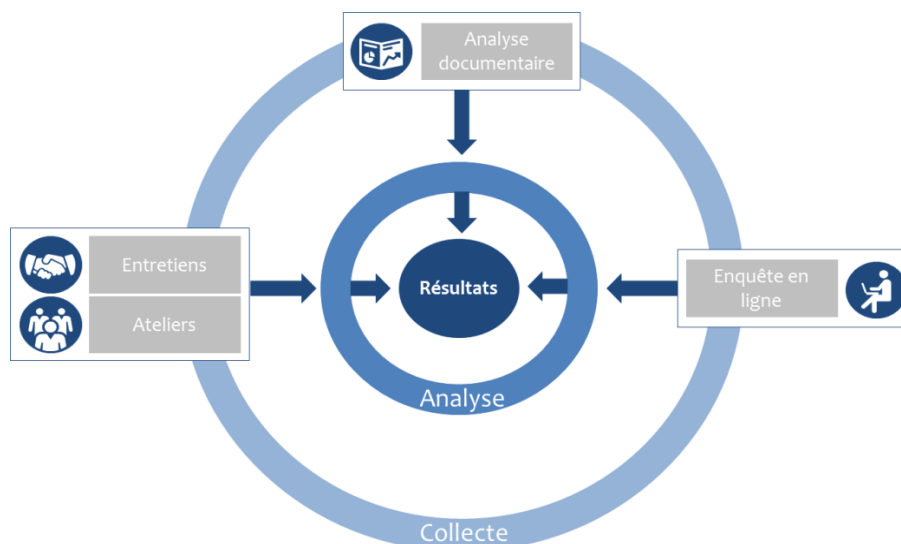 Analyse
documentaire
Entretiens
Ateliers
Résultats
Enquête en
ligne
Analyse
Collecte